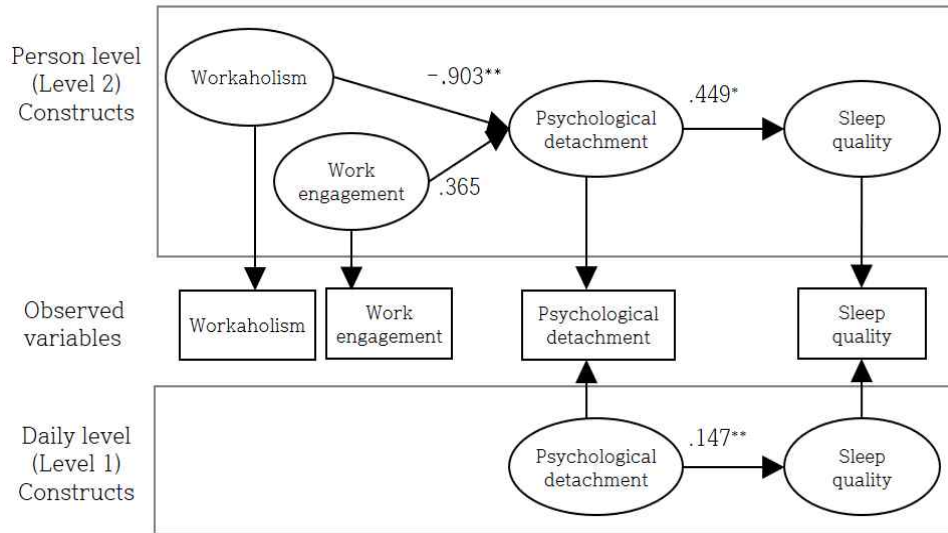 Person level
(Level 2)
Constructs
Workaholism
-.903**
Work
engagement
.365
Psychological
detachment
.449*
Sleep
quality
Observed
variables
Workaholism
Work
engagement
Psychological
detachment
Sleep
quality
Daily level
(Level 1)
Constructs
Psychological
detachment
.147**
Sleep
quality